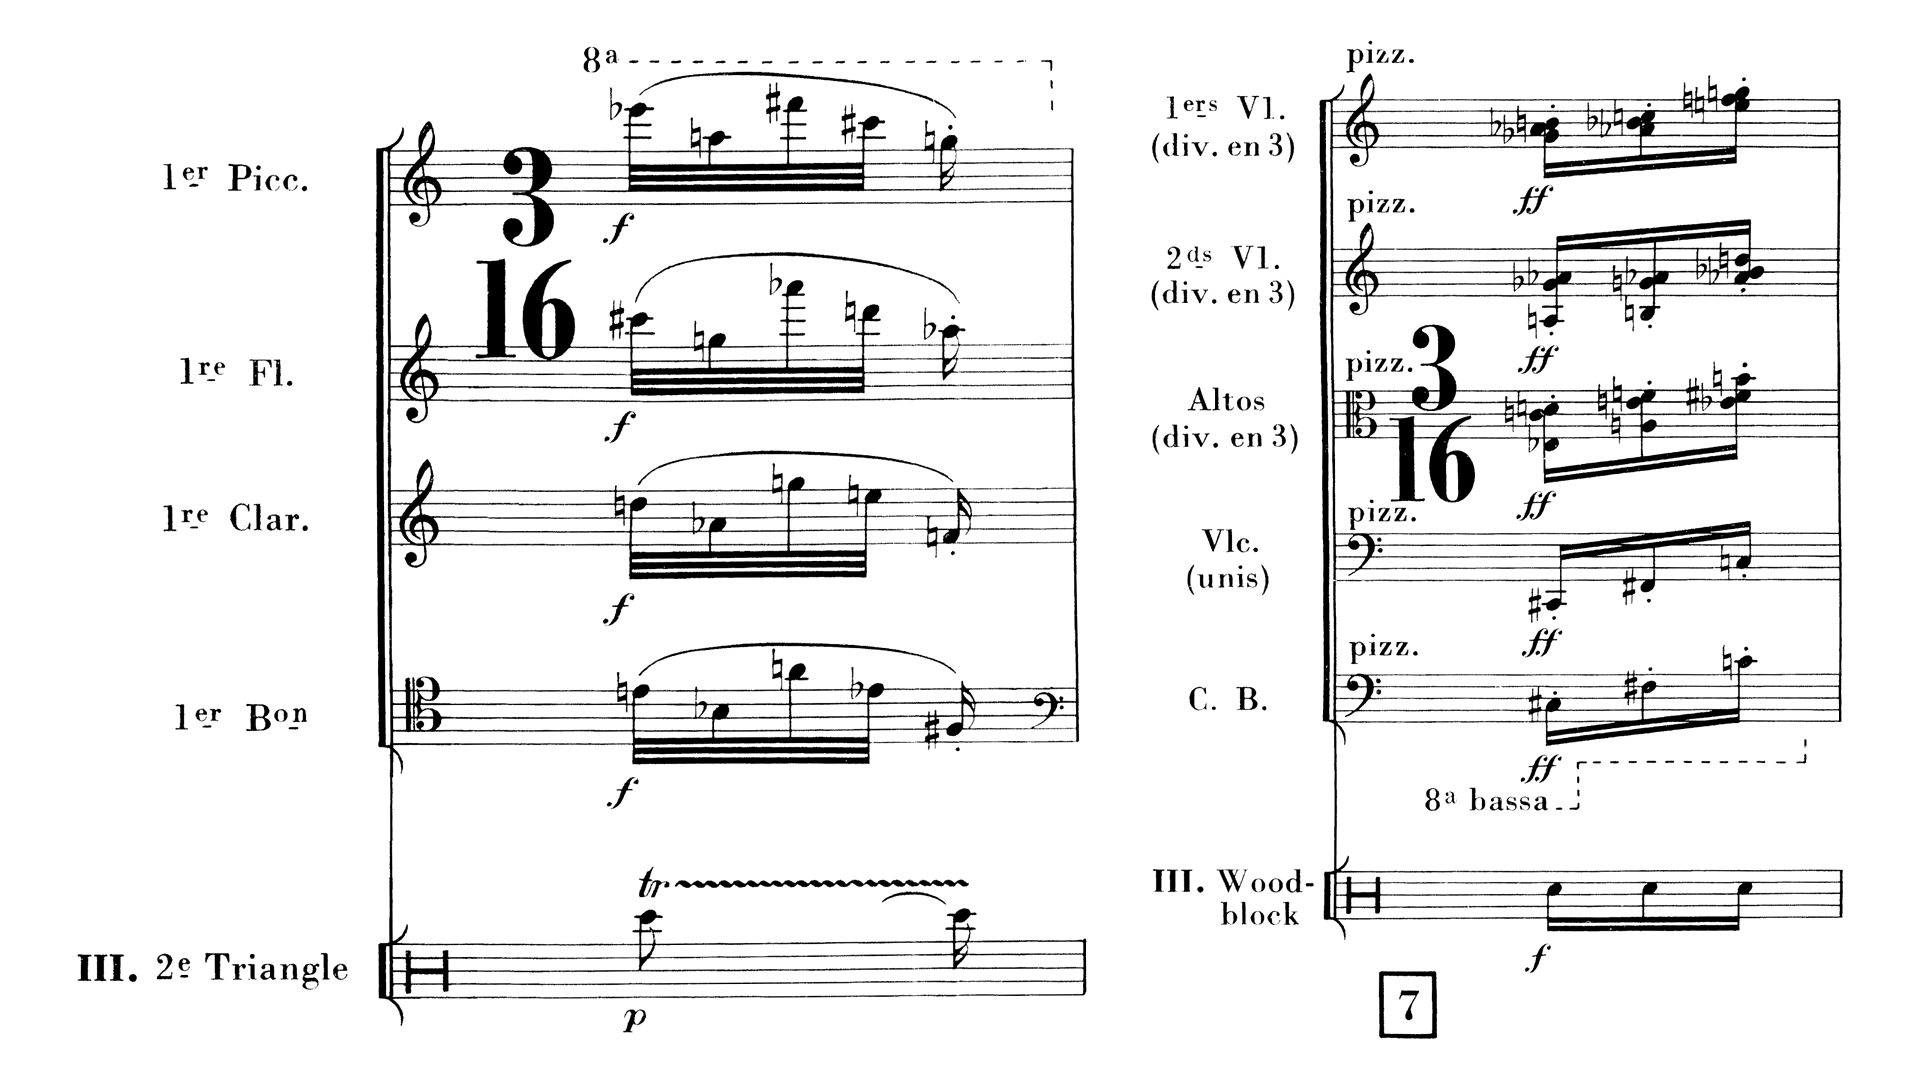 8a
1er Picc.
3
16
f
1re Fl.
f
1re Clar.
f
1er Bon
f
tr
III. 2e Triangle
p
pizz.
1ers Vl.
(div. en 3)
ff
pizz.
2ds Vl.
(div. en 3)
ff
pizz.
3
16
Altos
(div. en 3)
ff
pizz.
Vlc.
(unis)
ff
pizz.
C. B.
ff
8a bassa
III. Wood-
block
f
7